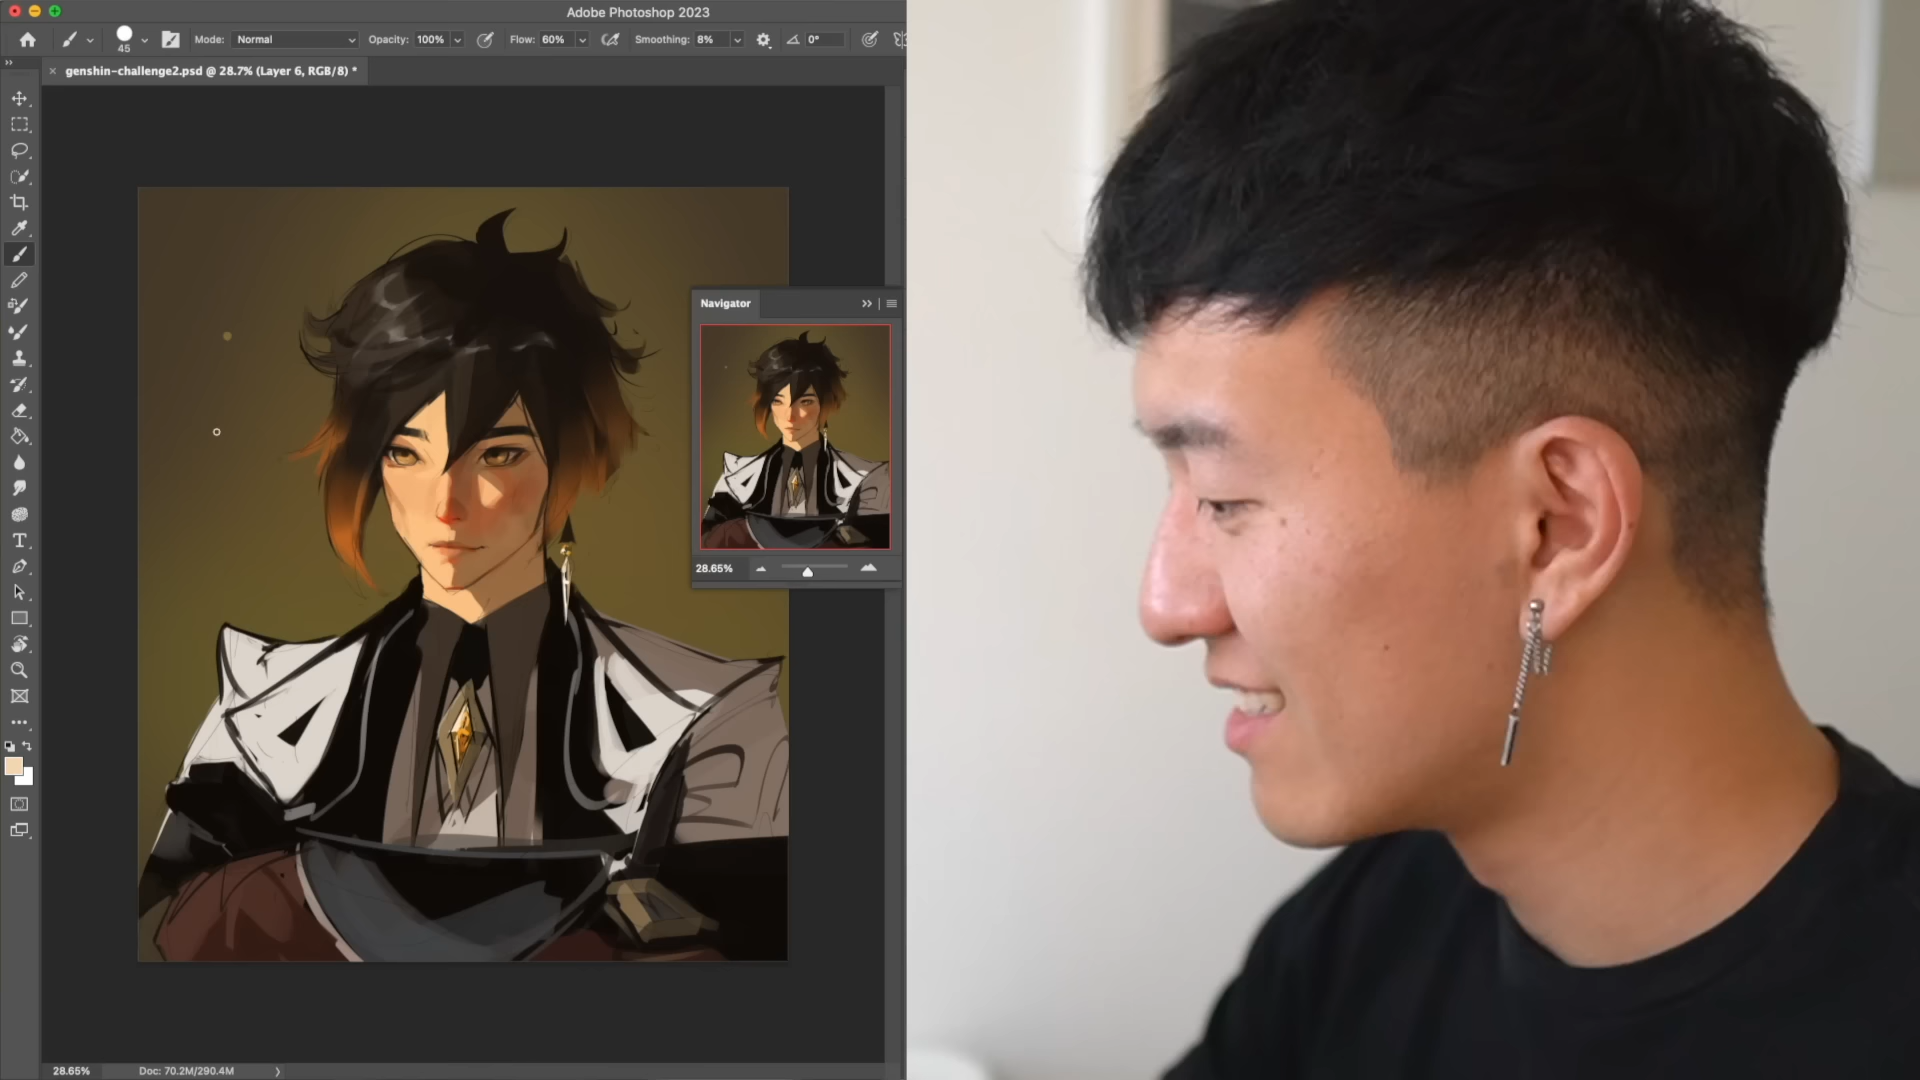 Adobe Photoshop 2023
45
Mode: Normal Opacity: 100% Flow: 60% Smoothing: 8% 0°
genshin-challenge2.psd @ 28.7% (Layer 6, RGB/8) *
Navigator
28.65%
28.65% Doc: 70.2M/290.4M